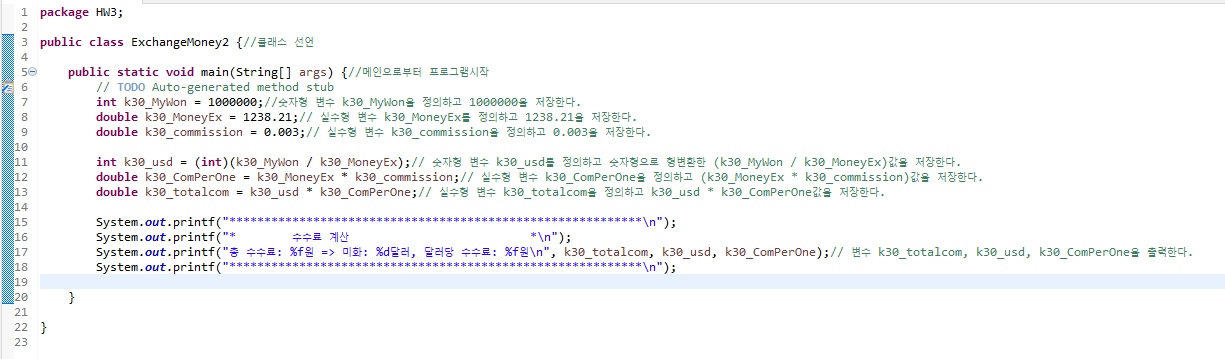 1 package HW3;
2
3 public class ExchangeMoney2 {//클래스 선언
4
5 public static void main(String[] args) {//메인으로부터 프로그램시작
6 // TODO Auto-generated method stub
7 int k30_MyWon = 1000000;//숫자형 변수 k30_MyWon을 정의하고 1000000을 저장한다.
8 double k30_MoneyEx = 1238.21;// 실수형 변수 k30_MoneyEx를 정의하고 1238.21을 저장한다.
9 double k30_commission = 0.003;// 실수형 변수 k30_commission을 정의하고 0.003을 저장한다.
10
11 int k30_usd = (int)(k30_MyWon / k30_MoneyEx);// 숫자형 변수 k30_usd를 정의하고 숫자형으로 형변환한 (k30_MyWon / k30_MoneyEx)값을 저장한다.
12 double k30_ComPerOne = k30_MoneyEx * k30_commission;// 실수형 변수 k30_ComPerOne을 정의하고 (k30_MoneyEx * k30_commission)값을 저장한다.
13 double k30_totalcom = k30_usd * k30_ComPerOne;// 실수형 변수 k30_totalcom을 정의하고 k30_usd * k30_ComPerOne값을 저장한다.
14
15 System.out.printf("***********************************************************\n");
16 System.out.printf("*        수수료 계산                          *\n");
17 System.out.printf("총 수수료: %f원 => 미화: %d달러, 달러당 수수료: %f원\n", k30_totalcom, k30_usd, k30_ComPerOne);// 변수 k30_totalcom, k30_usd, k30_ComPerOne을 출력한다.
18 System.out.printf("***********************************************************\n");
19
20 }
21
22 }
23